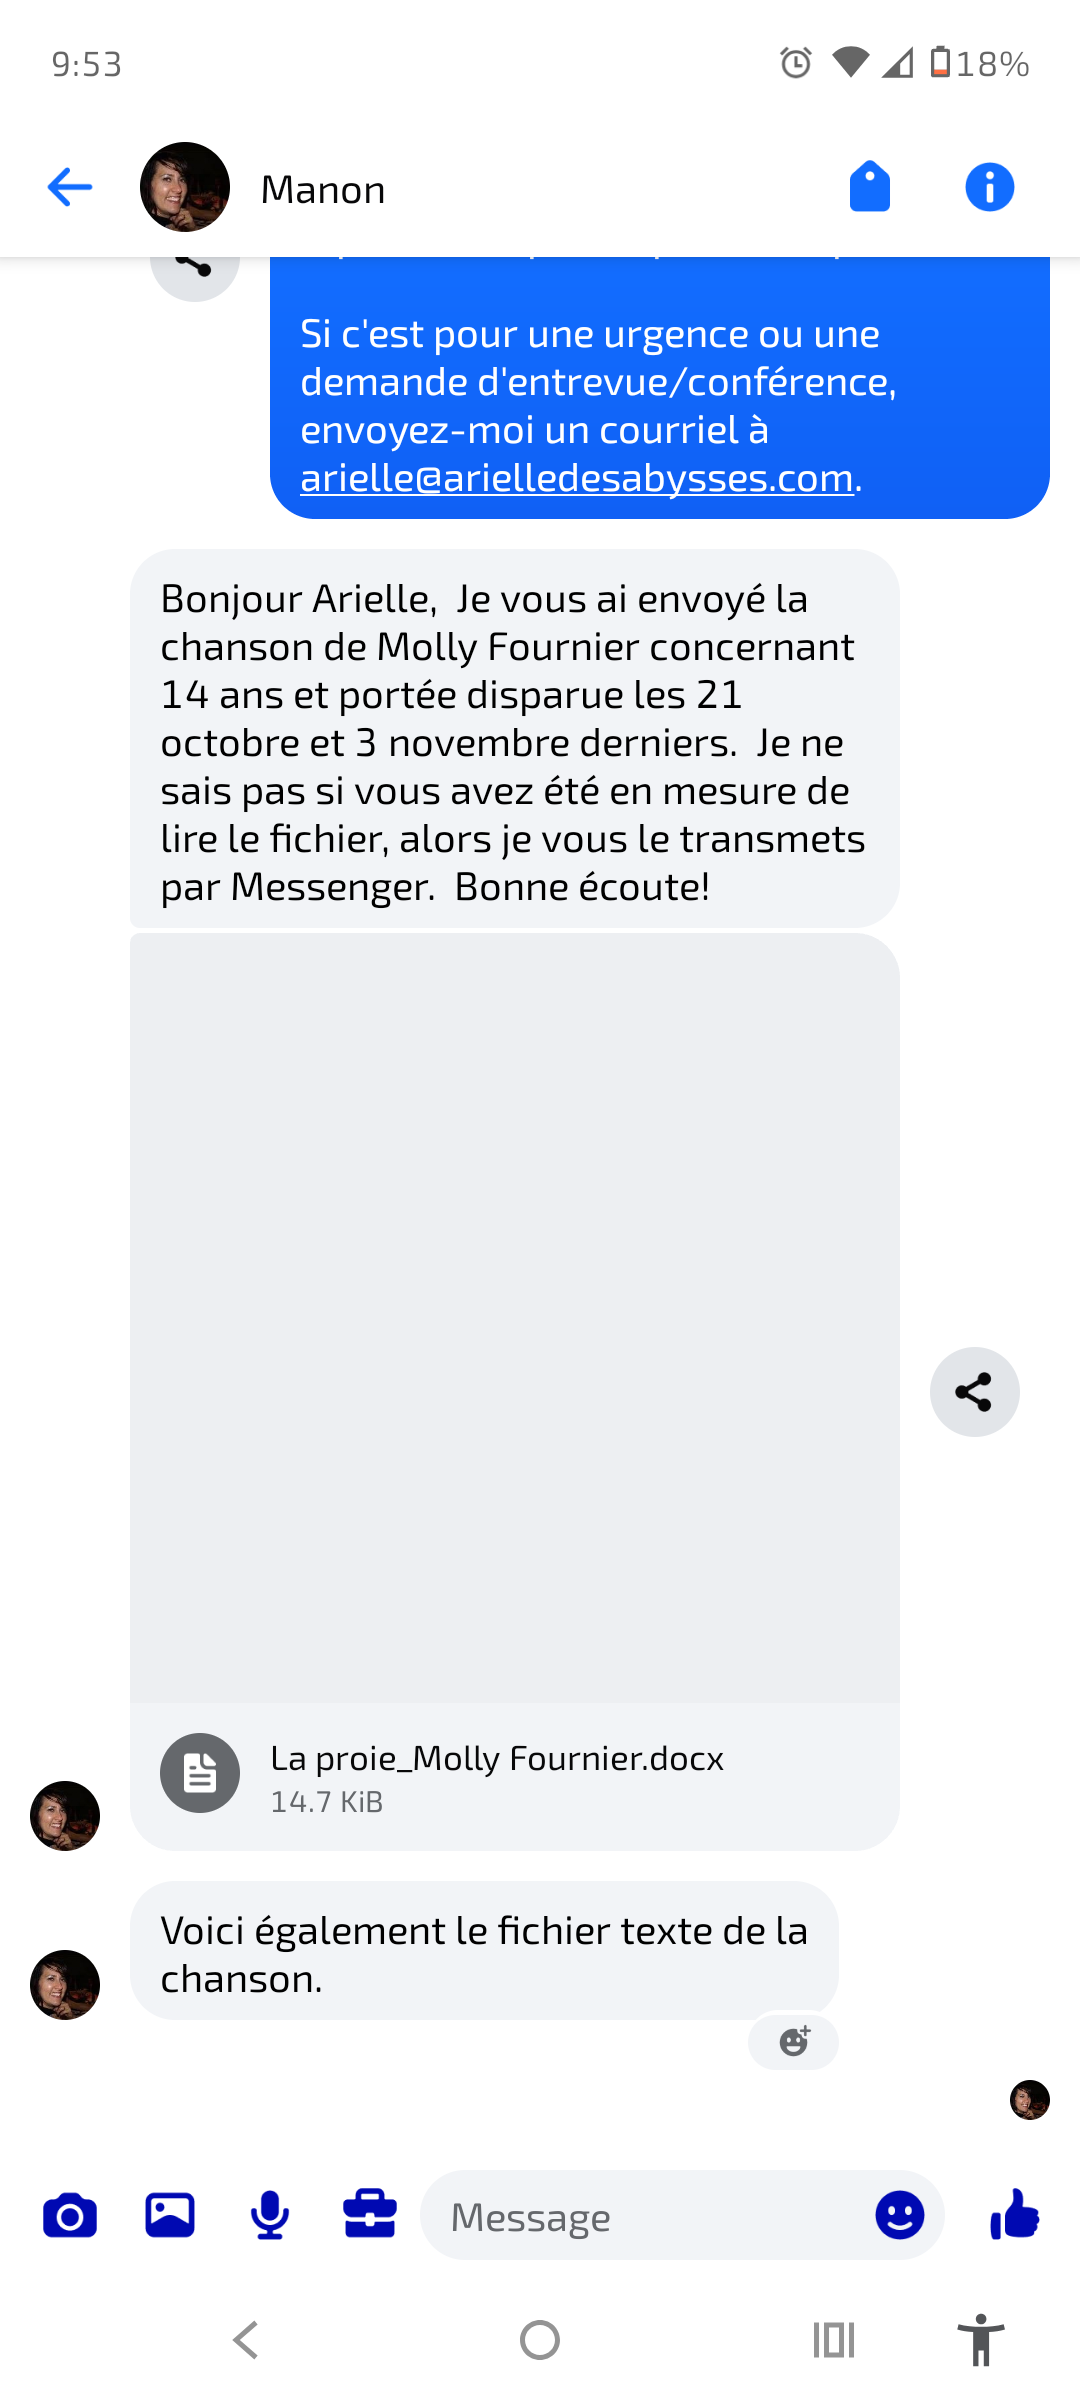 9:53
18%
Manon
Si c'est pour une urgence ou une
demande d'entrevue/conférence,
envoyez-moi un courriel à
arielle@arielledesabysses.com.
Bonjour Arielle,  Je vous ai envoyé la
chanson de Molly Fournier concernant
14 ans et portée disparue les 21
octobre et 3 novembre derniers.  Je ne
sais pas si vous avez été en mesure de
lire le fichier, alors je vous le transmets
par Messenger.  Bonne écoute!
La proie_Molly Fournier.docx
14.7 KiB
Voici également le fichier texte de la
chanson.
Message